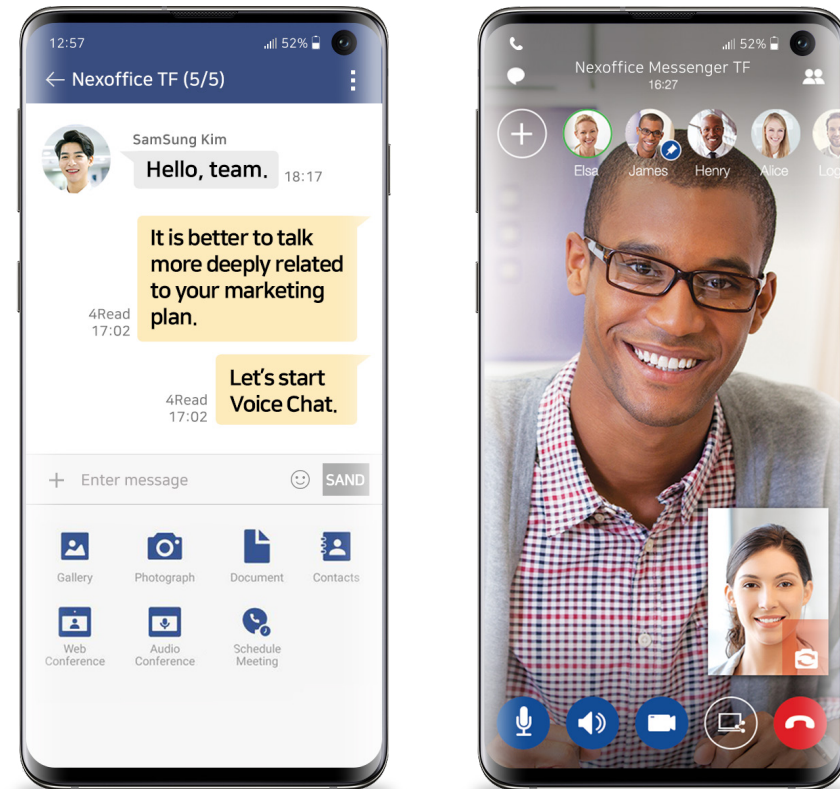 12:57
52%
Nexoffice TF (5/5)
SamSung Kim
Hello, team.
18:17
It is better to talk
more deeply related
to your marketing
plan.
4Read
17:02
Let's start
Voice Chat.
4Read
17:02
Enter message
SAND
Gallery
Photograph
Document
Contacts
Web
Conference
Audio
Conference
Schedule
Meeting
52%
Nexoffice Messenger TF
16:27
Elsa
James
Henry
Alice